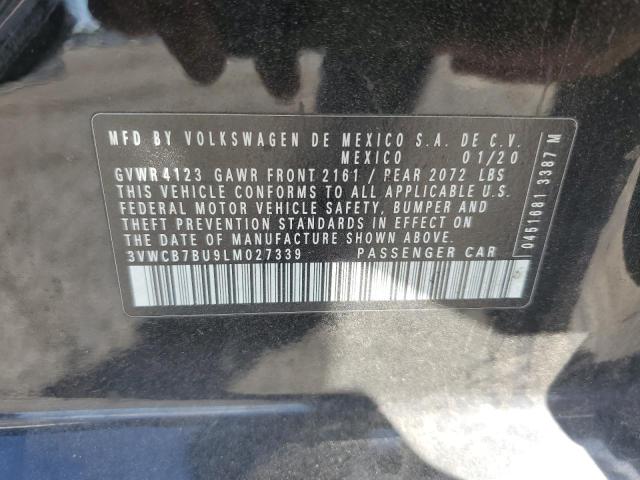 MFD BY VOLKSWAGEN DE MEXICO S.A. DE C.V.
MEXICO 01/20
GVWR4123 GAWR FRONT 2161 / REAR 2072 LBS
THIS VEHICLE CONFORMS TO ALL APPLICABLE U.S.
FEDERAL MOTOR VEHICLE SAFETY, BUMPER AND
THEFT PREVENTION STANDARDS IN EFFECT ON
THE DATE OF MANUFACTURE SHOWN ABOVE.
3VWCB7BU9LM027339 PASSENGER CAR
0451681 3387 M